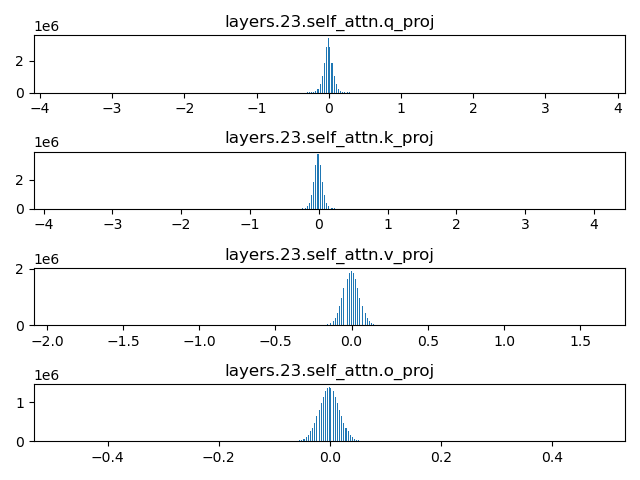 layers.23.self_attn.q_proj
1e6
2
0
−4 −3 −2 −1 0 1 2 3 4
layers.23.self_attn.k_proj
1e6
2
0
−4 −3 −2 −1 0 1 2 3 4
layers.23.self_attn.v_proj
1e6
2
0
−2.0 −1.5 −1.0 −0.5 0.0 0.5 1.0 1.5
layers.23.self_attn.o_proj
1e6
1
0
−0.4 −0.2 0.0 0.2 0.4